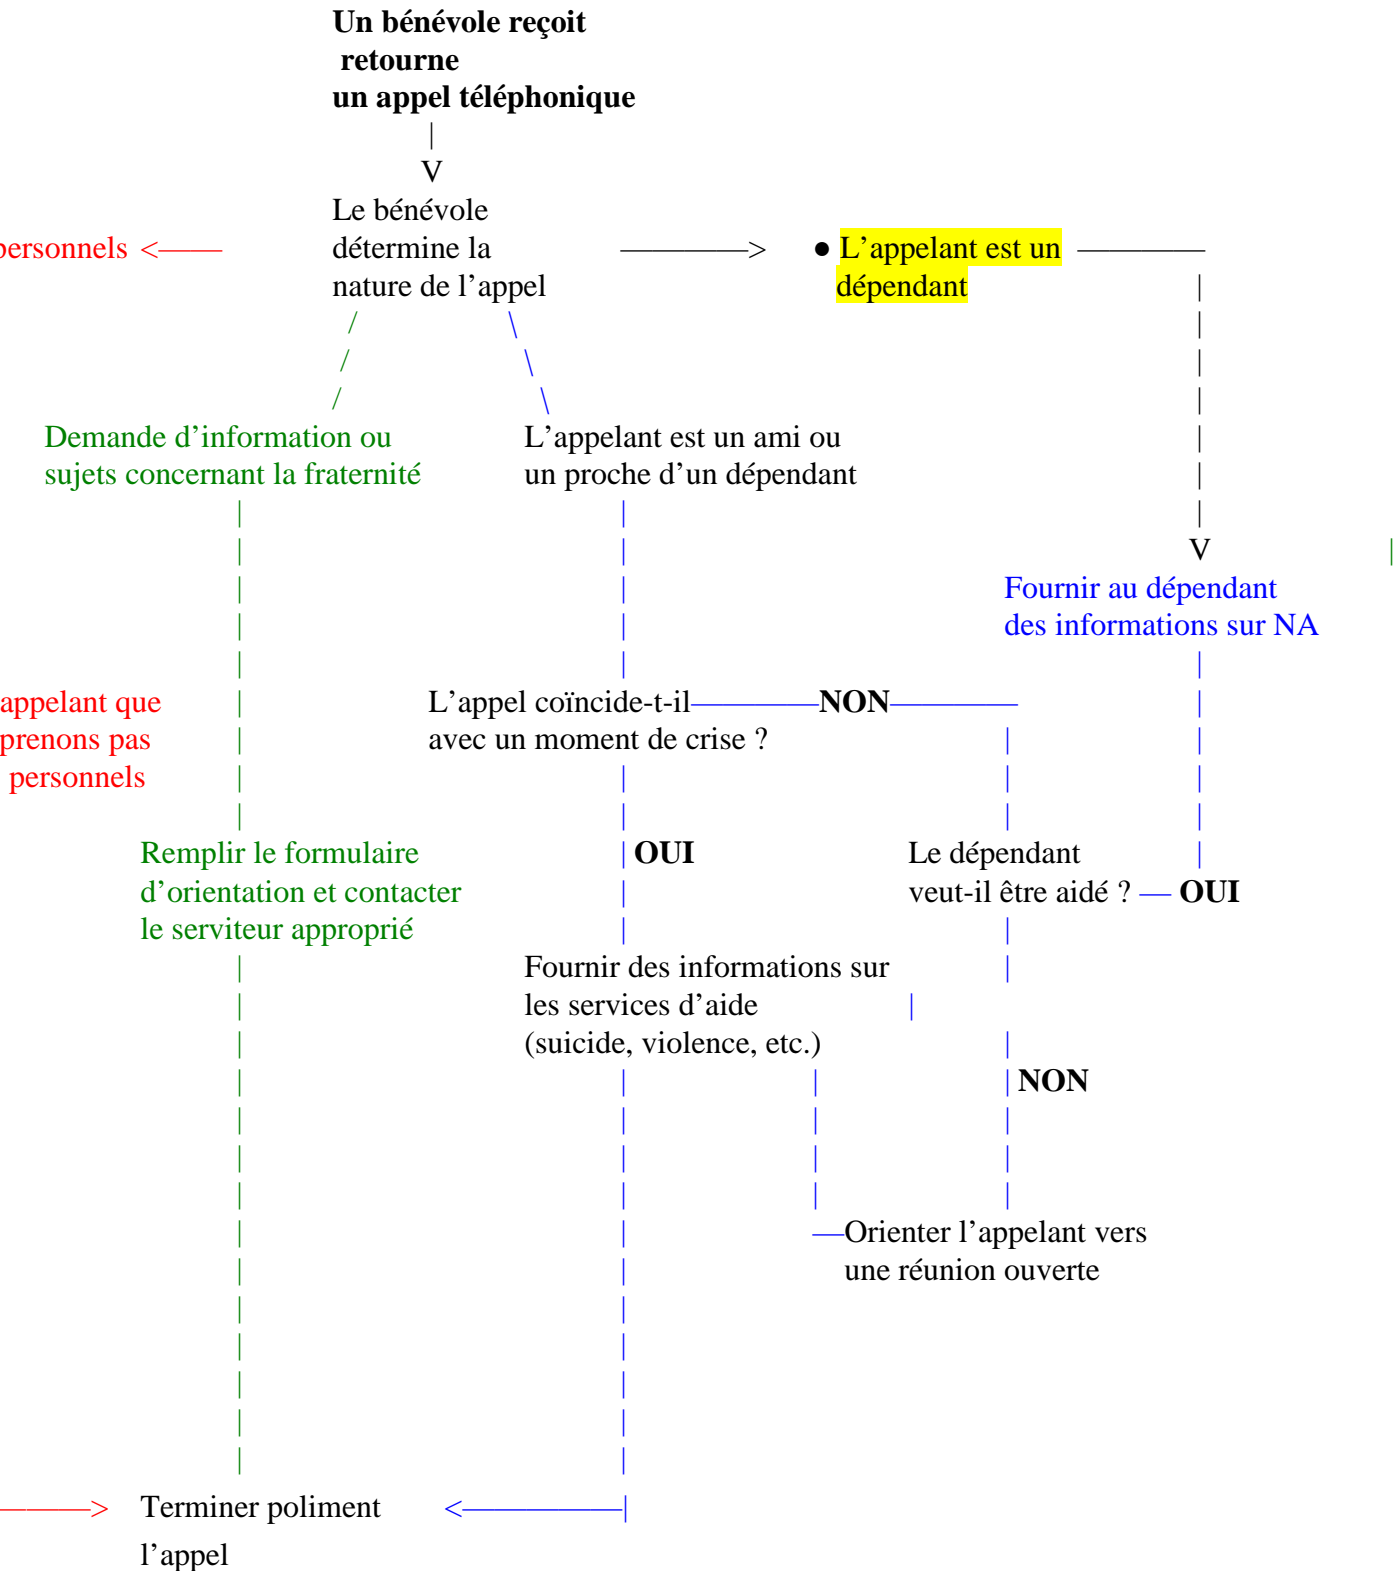 Un bénévole reçoit
retourne
un appel téléphonique
|
V
Le bénévole
détermine la
nature de l’appel
personnels <——
————>
● L’appelant est un
dépendant
————
Demande d’information ou
sujets concernant la fraternité
L’appelant est un ami ou
un proche d’un dépendant
V
Fournir au dépendant
des informations sur NA
appelant que
prenons pas
personnels
L’appel coïncide-t-il————NON————
avec un moment de crise ?
Remplir le formulaire
d’orientation et contacter
le serviteur approprié
| OUI
Le dépendant
veut-il être aidé ? — OUI
Fournir des informations sur
les services d’aide
(suicide, violence, etc.)
| NON
—Orienter l’appelant vers
une réunion ouverte
———> Terminer poliment <—————|
l’appel